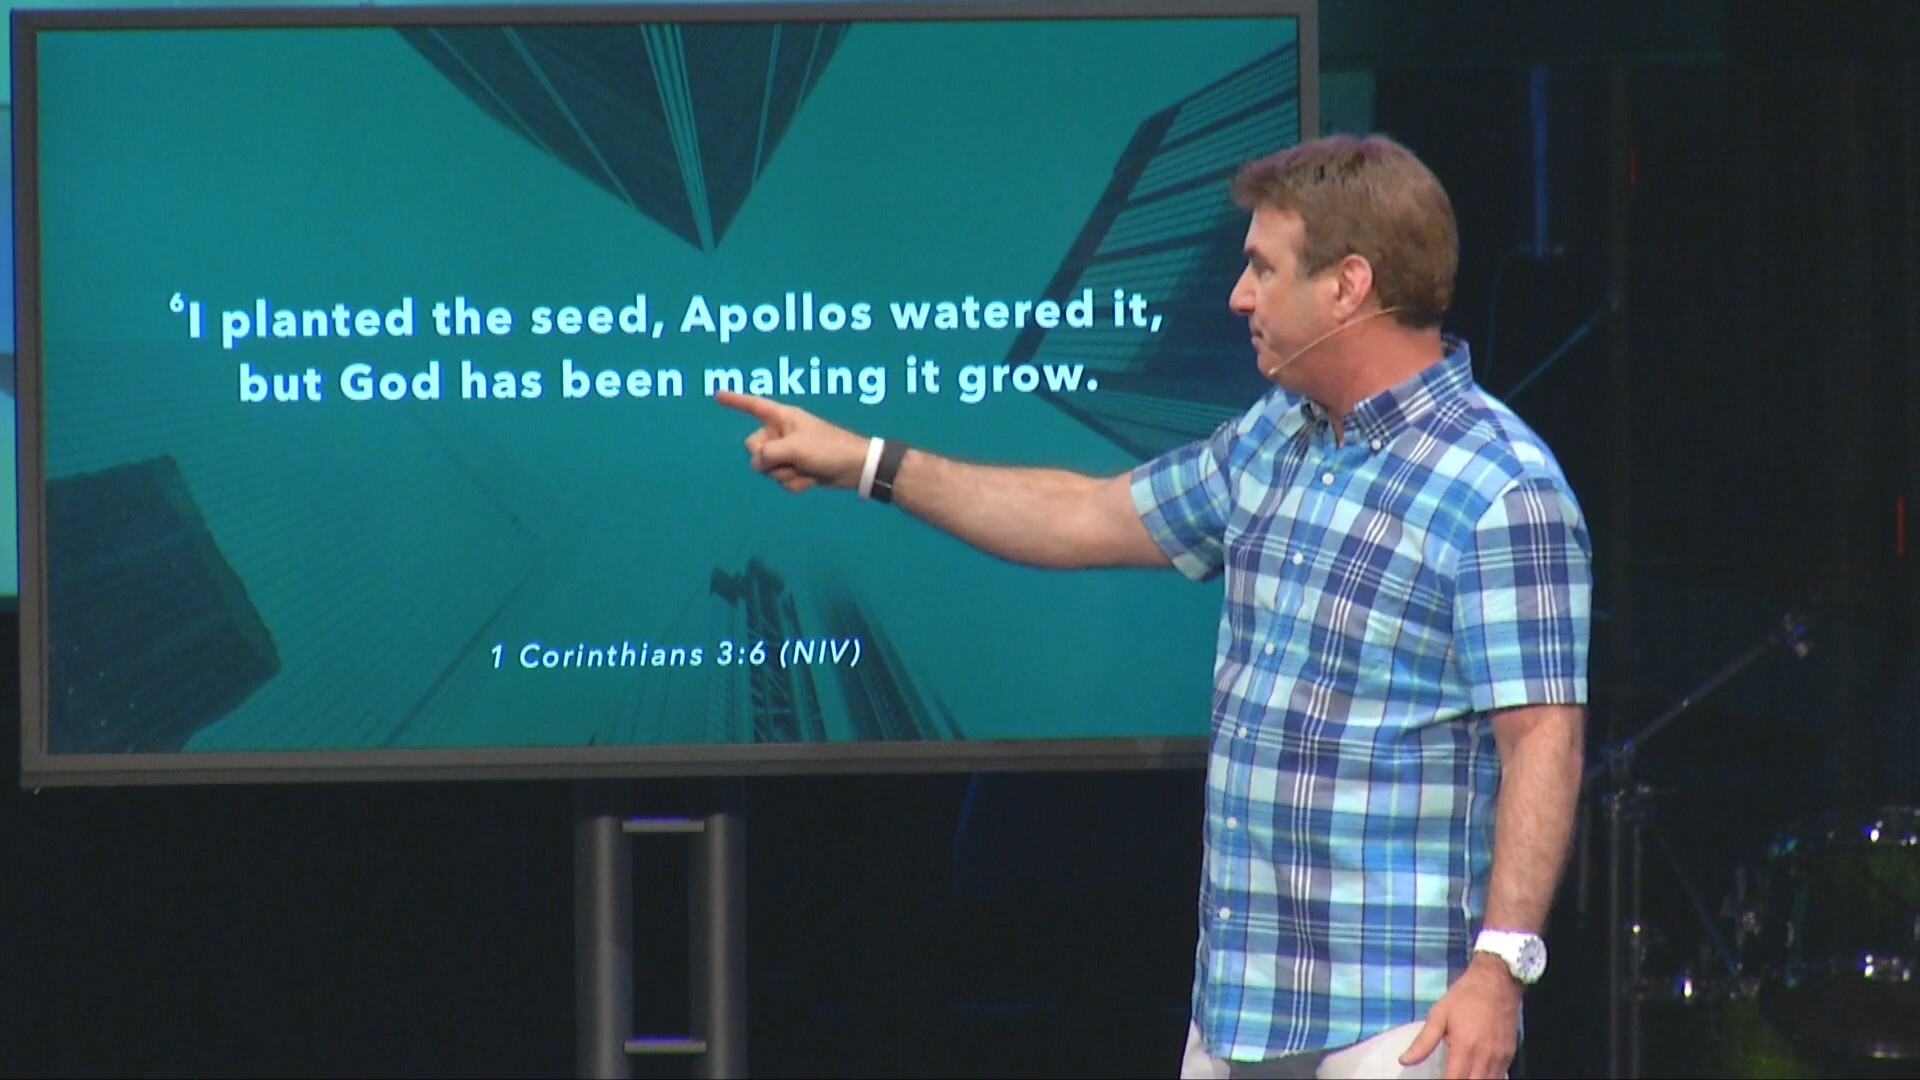 ⁶I planted the seed, Apollos watered it,
but God has been making it grow.
1 Corinthians 3:6 (NIV)